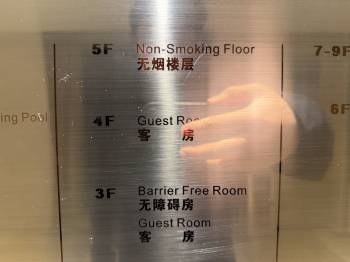 ing Pool
5F Non-Smoking Floor
无烟楼层
4F Guest Room
客 房
3F Barrier Free Room
无障碍房
Guest Room
客 房
7-9F
6F